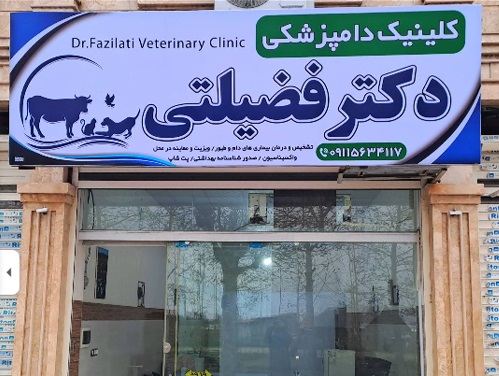 Dr.Fazilati Veterinary Clinic
کلینیک دامپزشکی
دکتر فضیلتی
تشخیص و درمان بیماری های دام و طیور / ویزیت و معاینه در محل
واکسیناسیون / صدور شناسنامه بهداشتی / پت شاپ
۰۹۱۱۵۶۳۴۱۱۷